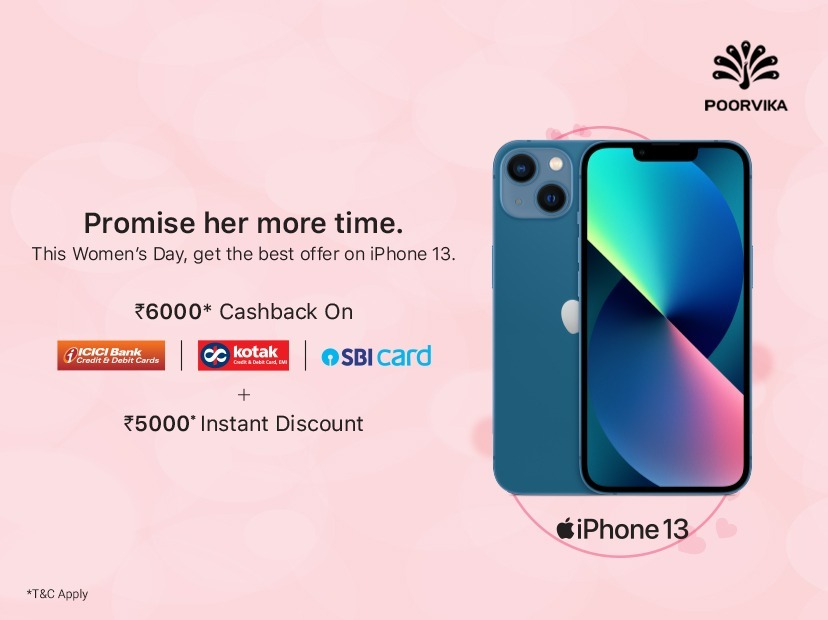 POORVIKA
Promise her more time.
This Women's Day, get the best offer on iPhone 13.
₹6000* Cashback On
ICICI Bank
Credit & Debit Cards
kotak
Credit & Debit Card, EMI
SBI card
+
₹5000* Instant Discount
iPhone 13
*T&C Apply